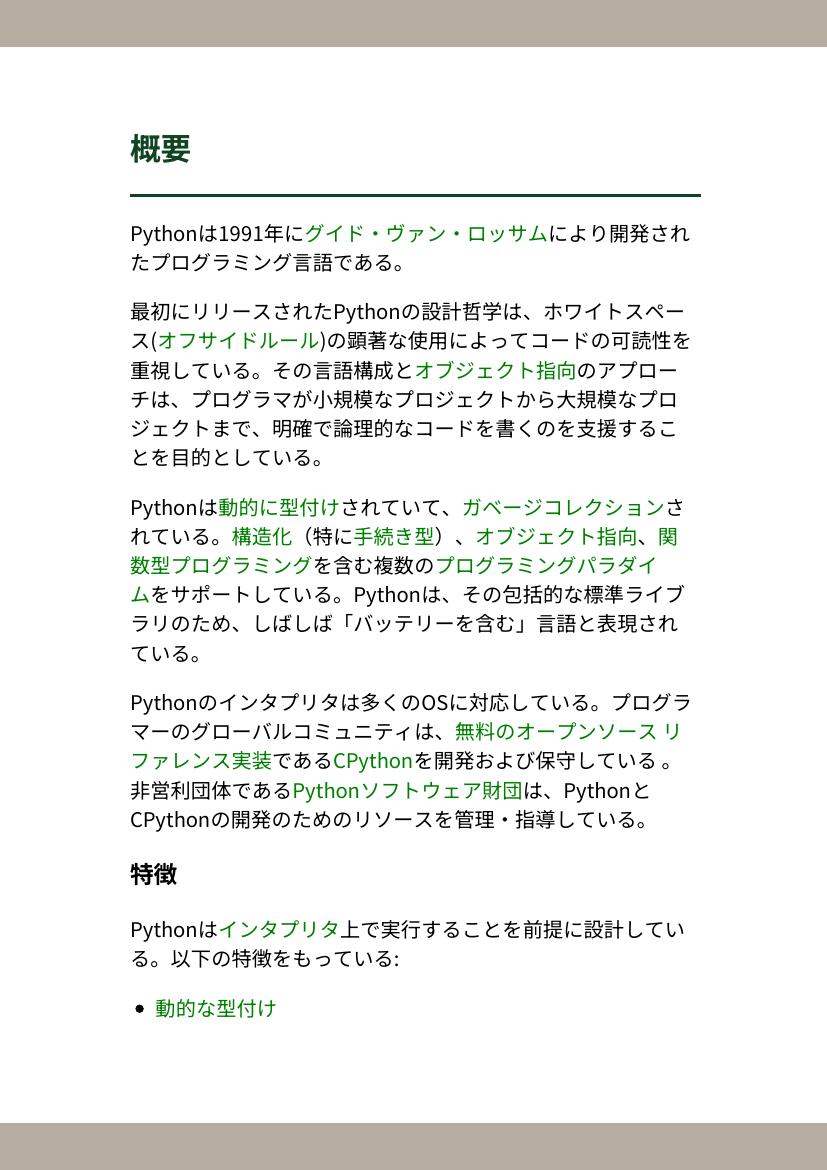 概要
Pythonは1991年にグイド・ヴァン・ロッサムにより開発され
たプログラミング言語である。
最初にリリースされたPythonの設計哲学は、ホワイトスペー
ス(オフサイドルール)の顕著な使用によってコードの可読性を
重視している。その言語構成とオブジェクト指向のアプロー
チは、プログラマが小規模なプロジェクトから大規模なプロ
ジェクトまで、明確で論理的なコードを書くのを支援するこ
とを目的としている。
Pythonは動的に型付けされていて、ガベージコレクションさ
れている。構造化（特に手続き型）、オブジェクト指向、関
数型プログラミングを含む複数のプログラミングパラダイ
ムをサポートしている。Pythonは、その包括的な標準ライブ
ラリのため、しばしば「バッテリーを含む」言語と表現され
ている。
Pythonのインタプリタは多くのOSに対応している。プログラ
マーのグローバルコミュニティは、無料のオープンソース リ
ファレンス実装であるCPythonを開発および保守している 。
非営利団体であるPythonソフトウェア財団は、Pythonと
CPythonの開発のためのリソースを管理・指導している。
特徴
Pythonはインタプリタ上で実行することを前提に設計してい
る。以下の特徴をもっている:
• 動的な型付け